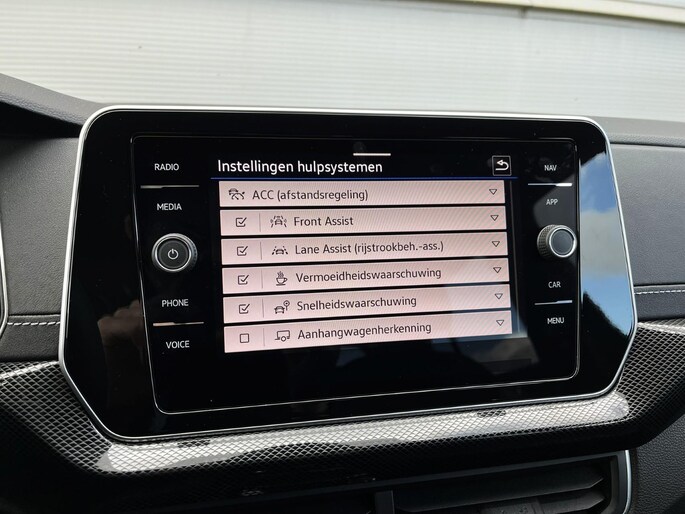 RADIO
MEDIA
PHONE
VOICE
Instellingen hulpsystemen
ACC (afstandsregeling)
Front Assist
Lane Assist (rijstrookbeh.-ass.)
Vermoeidheidswaarschuwing
Snelheidswaarschuwing
Aanhangwagenherkenning
NAV
APP
CAR
MENU